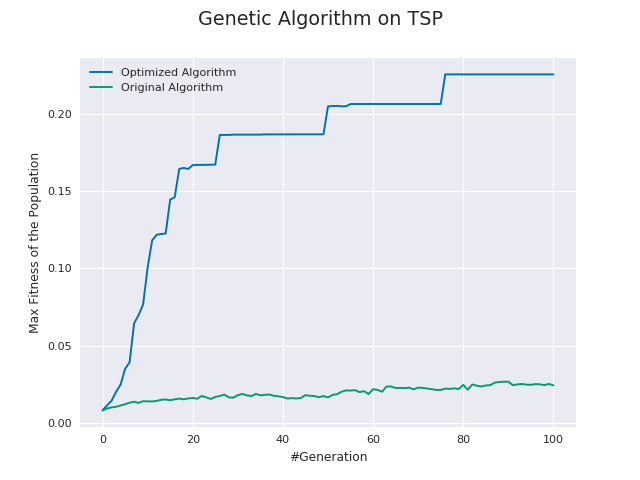 Genetic Algorithm on TSP
Optimized Algorithm
Original Algorithm
0.20
0.15
0.10
0.05
0.00
Max Fitness of the Population
0 20 40 60 80 100
#Generation